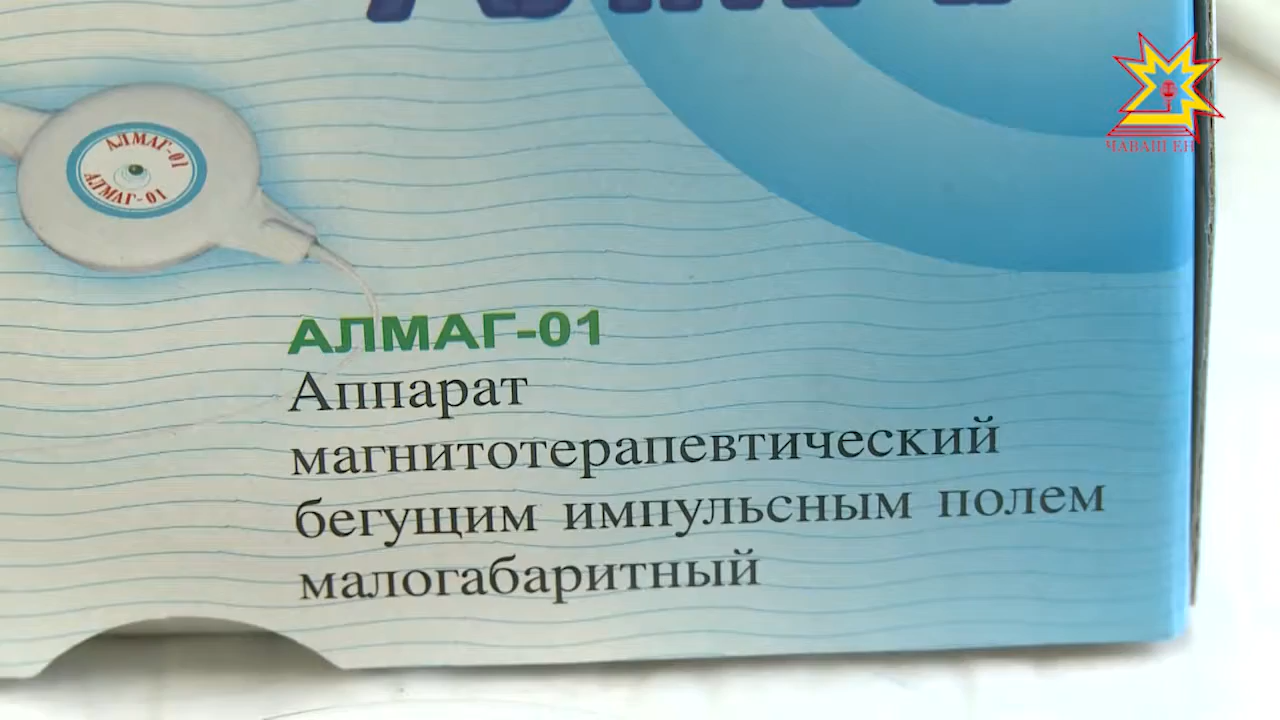 ЧАВАШ ЕН
АЛМАГ-01
АЛМАГ-01
АЛМАГ-01
Аппарат
магнитотерапевтический
бегущим импульсным полем
малогабаритный